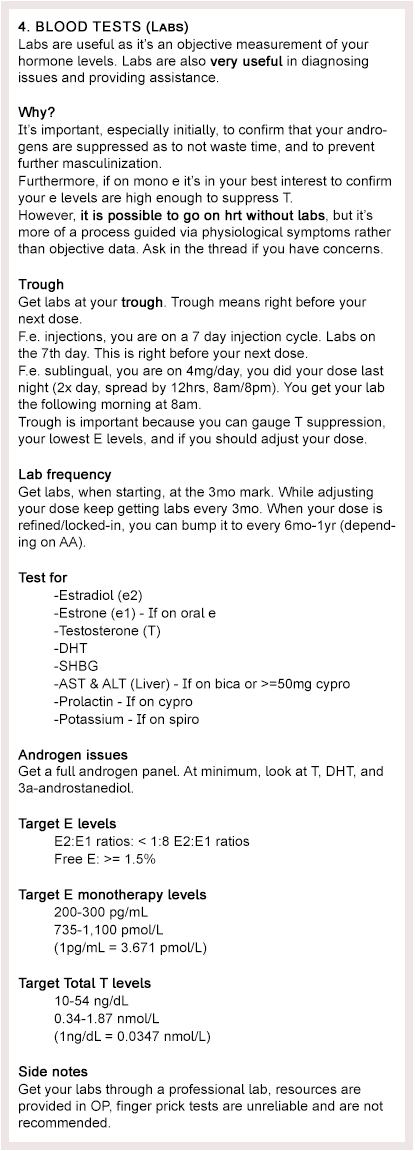 4. BLOOD TESTS (LABS)
Labs are useful as it's an objective measurement of your
hormone levels. Labs are also very useful in diagnosing
issues and providing assistance.
Why?
It's important, especially initially, to confirm that your andro-
gens are suppressed as to not waste time, and to prevent
further masculinization.
Furthermore, if on mono e it's in your best interest to confirm
your e levels are high enough to suppress T.
However, it is possible to go on hrt without labs, but it's
more of a process guided via physiological symptoms rather
than objective data. Ask in the thread if you have concerns.
Trough
Get labs at your trough. Trough means right before your
next dose.
F.e. injections, you are on a 7 day injection cycle. Labs on
the 7th day. This is right before your next dose.
F.e. sublingual, you are on 4mg/day, you did your dose last
night (2x day, spread by 12hrs, 8am/8pm). You get your lab
the following morning at 8am.
Trough is important because you can gauge T suppression,
your lowest E levels, and if you should adjust your dose.
Lab frequency
Get labs, when starting, at the 3mo mark. While adjusting
your dose keep getting labs every 3mo. When your dose is
refined/locked-in, you can bump it to every 6mo-1yr (depend-
ing on AA).
Test for
-Estradiol (e2)
-Estrone (e1) - If on oral e
-Testosterone (T)
-DHT
-SHBG
-AST & ALT (Liver) - If on bica or >=50mg cypro
-Prolactin - If on cypro
-Potassium - If on spiro
Androgen issues
Get a full androgen panel. At minimum, look at T, DHT, and
3a-androstanediol.
Target E levels
E2:E1 ratios: < 1:8 E2:E1 ratios
Free E: >= 1.5%
Target E monotherapy levels
200-300 pg/mL
735-1,100 pmol/L
(1pg/mL = 3.671 pmol/L)
Target Total T levels
10-54 ng/dL
0.34-1.87 nmol/L
(1ng/dL = 0.0347 nmol/L)
Side notes
Get your labs through a professional lab, resources are
provided in OP, finger prick tests are unreliable and are not
recommended.